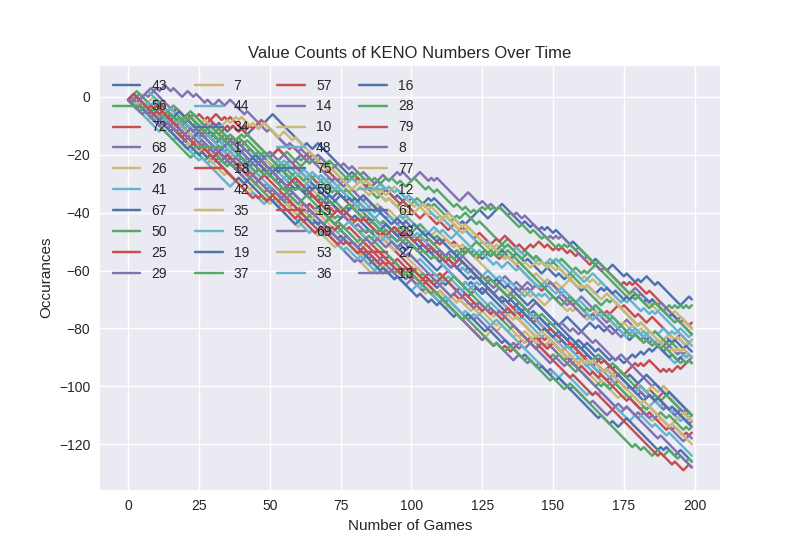 Value Counts of KENO Numbers Over Time
43 7 57 16
56 44 14 28
72 34 10 79
68 1 48 8
26 18 75 77
41 42 59 12
67 35 15 61
50 52 69 23
25 19 53 27
29 37 36 13
0
−20
−40
−60
−80
−100
−120
Occurances
0 25 50 75 100 125 150 175 200
Number of Games